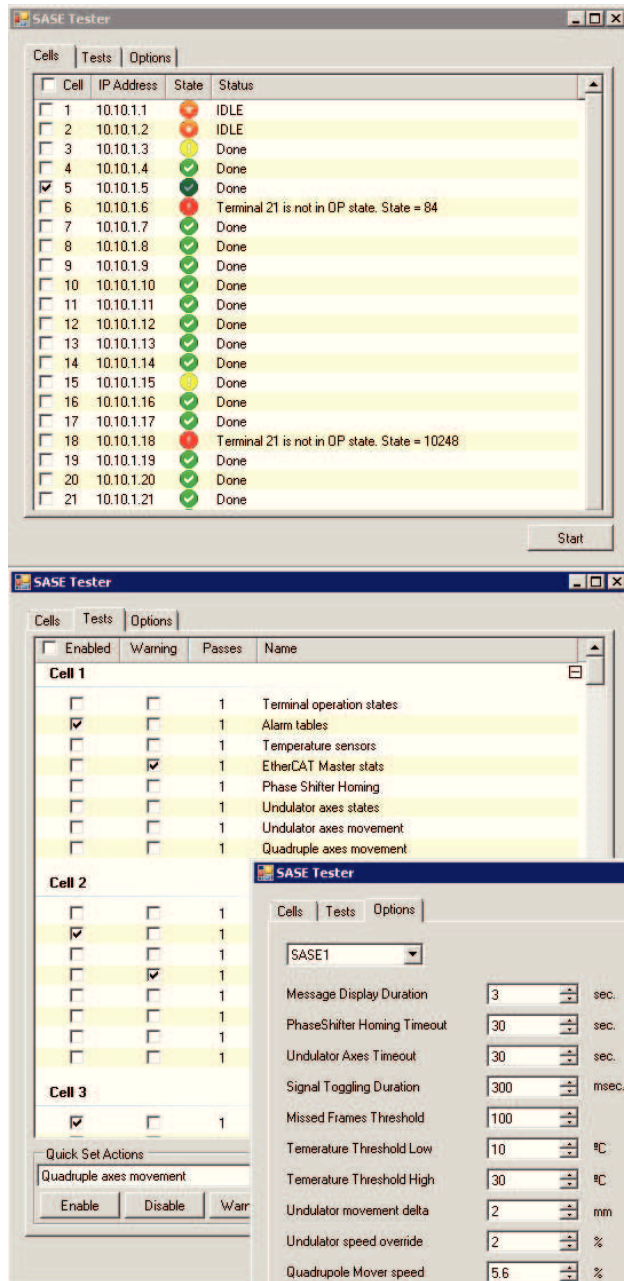 SASE Tester
Cells Tests Options
Cell IP Address State Status
1 10.10.1.1 IDLE
2 10.10.1.2 IDLE
3 10.10.1.3 Done
4 10.10.1.4 Done
5 10.10.1.5 Done
6 10.10.1.6 Terminal 21 is not in OP state. State = 84
7 10.10.1.7 Done
8 10.10.1.8 Done
9 10.10.1.9 Done
10 10.10.1.10 Done
11 10.10.1.11 Done
12 10.10.1.12 Done
13 10.10.1.13 Done
14 10.10.1.14 Done
15 10.10.1.15 Done
16 10.10.1.16 Done
17 10.10.1.17 Done
18 10.10.1.18 Terminal 21 is not in OP state. State = 10248
19 10.10.1.19 Done
20 10.10.1.20 Done
21 10.10.1.21 Done
Start
SASE Tester
Cells Tests Options
Enabled Warning Passes Name
Cell 1
1 Terminal operation states
1 Alarm tables
1 Temperature sensors
1 EtherCAT Master stats
1 Phase Shifter Homing
1 Undulator axes states
1 Undulator axes movement
1 Quadruple axes movement
Cell 2
1
1
1
1
1
1
1
1
Cell 3
1
Quick Set Actions
Quadruple axes movement
Enable Disable Warr
SASE Tester
Cells Tests Options
SASE1
Message Display Duration 3 sec.
PhaseShifter Homing Timeout 30 sec.
Undulator Axes Timeout 30 sec.
Signal Toggling Duration 300 msec.
Missed Frames Threshold 100
Temerature Threshold Low 10 ºC
Temerature Threshold High 30 ºC
Undulator movement delta 2 mm
Undulator speed override 2 %
Quadrupole Mover speed 5.6 %